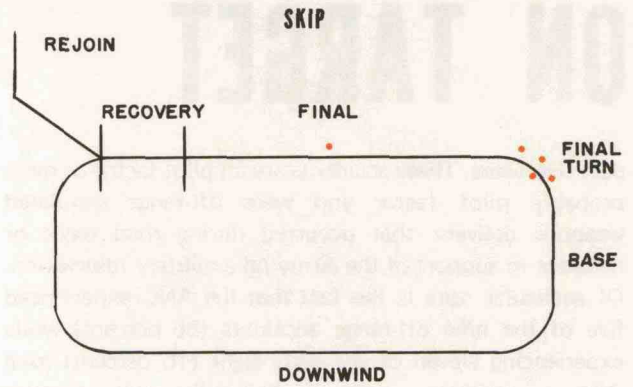 SKIP
REJOIN
RECOVERY
FINAL
FINAL
TURN
BASE
DOWNWIND